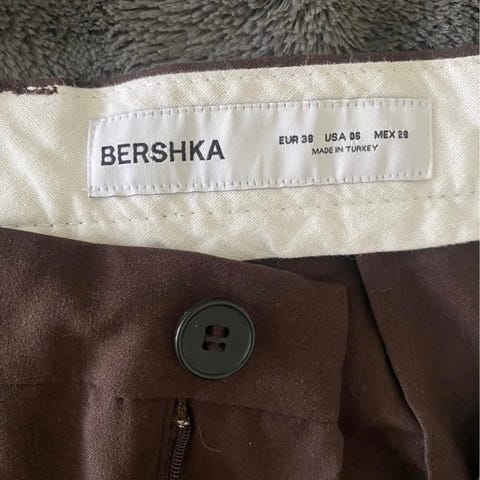 BERSHKA
EUR 38 USA 06 MEX 28
MADE IN TURKEY